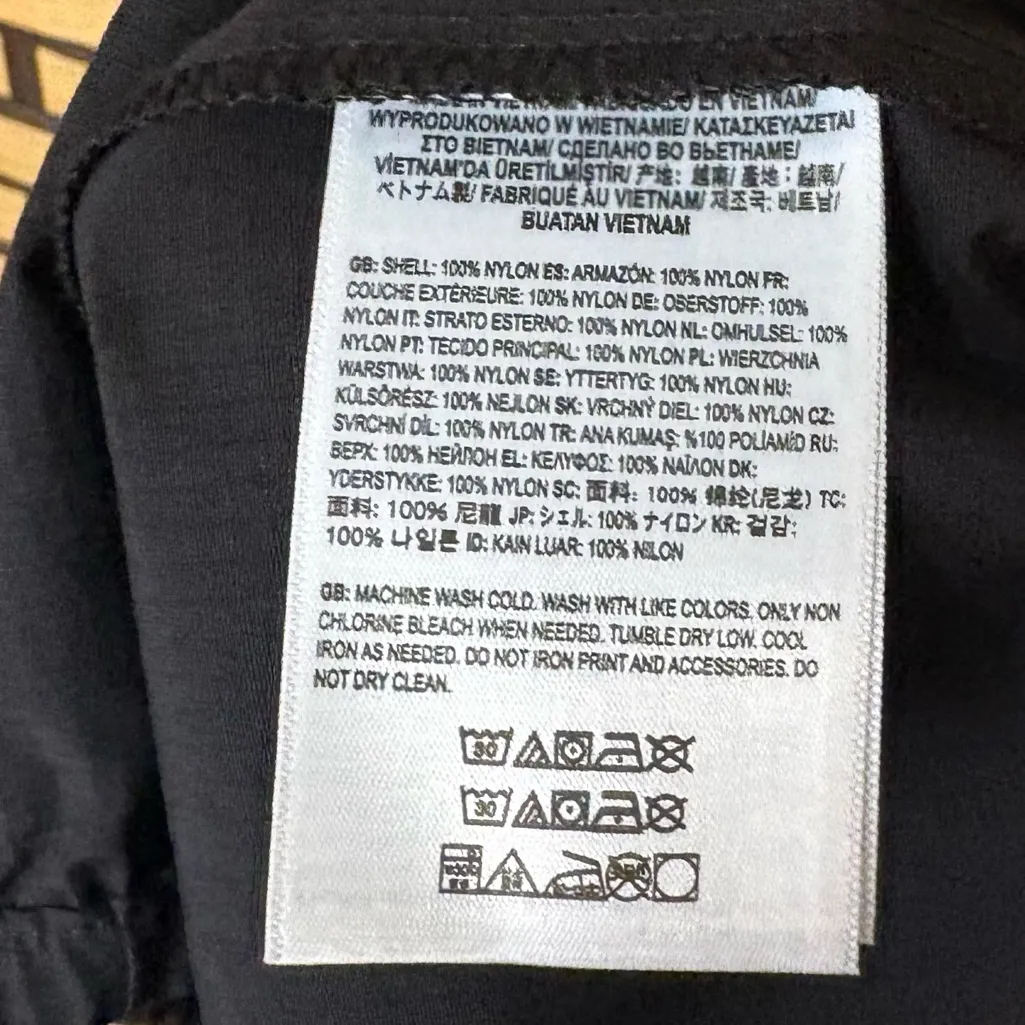 MADE IN VIETNAM/ FABRICADO EN VIETNAM/
WYPRODUKOWANO W WIETNAMIE/ ΚΑΤΑΣΚΕΥΑΖΕΤΑΙ
ΣΤΟ ΒΙΕΤΝΑΜ/ СДЕЛАНО ВО ВЬЕТНАМЕ/
VİETNAM'DA ÜRETİLMİŞTİR/ 产地: 越南/ 產地: 越南/
ベトナム製/ FABRIQUÉ AU VIETNAM/ 제조국: 베트남/
BUATAN VIETNAM
GB: SHELL: 100% NYLON ES: ARMAZÓN: 100% NYLON FR:
COUCHE EXTÉRIEURE: 100% NYLON DE: OBERSTOFF: 100%
NYLON IT: STRATO ESTERNO: 100% NYLON NL: OMHULSEL: 100%
NYLON PT: TECIDO PRINCIPAL: 100% NYLON PL: WIERZCHNIA
WARSTWA: 100% NYLON SE: YTTERTYG: 100% NYLON HU:
KÜLSŐRÉSZ: 100% NEJLON SK: VRCHNÝ DIEL: 100% NYLON CZ:
SVRCHNÍ DÍL: 100% NYLON TR: ANA KUMAŞ: %100 POLİAMİD RU:
ВЕРХ: 100% НЕЙЛОН EL: ΚΕΛΥΦΟΣ: 100% ΝΑΪΛΟΝ DK:
YDERSTYKKE: 100% NYLON SC: 面料: 100% 锦纶(尼龙) TC:
面料: 100% 尼龍 JP: シェル: 100% ナイロン KR: 겉감:
100% 나일론 ID: KAIN LUAR: 100% NILON
GB: MACHINE WASH COLD. WASH WITH LIKE COLORS. ONLY NON
CHLORINE BLEACH WHEN NEEDED. TUMBLE DRY LOW. COOL
IRON AS NEEDED. DO NOT IRON PRINT AND ACCESSORIES. DO
NOT DRY CLEAN.
30
30